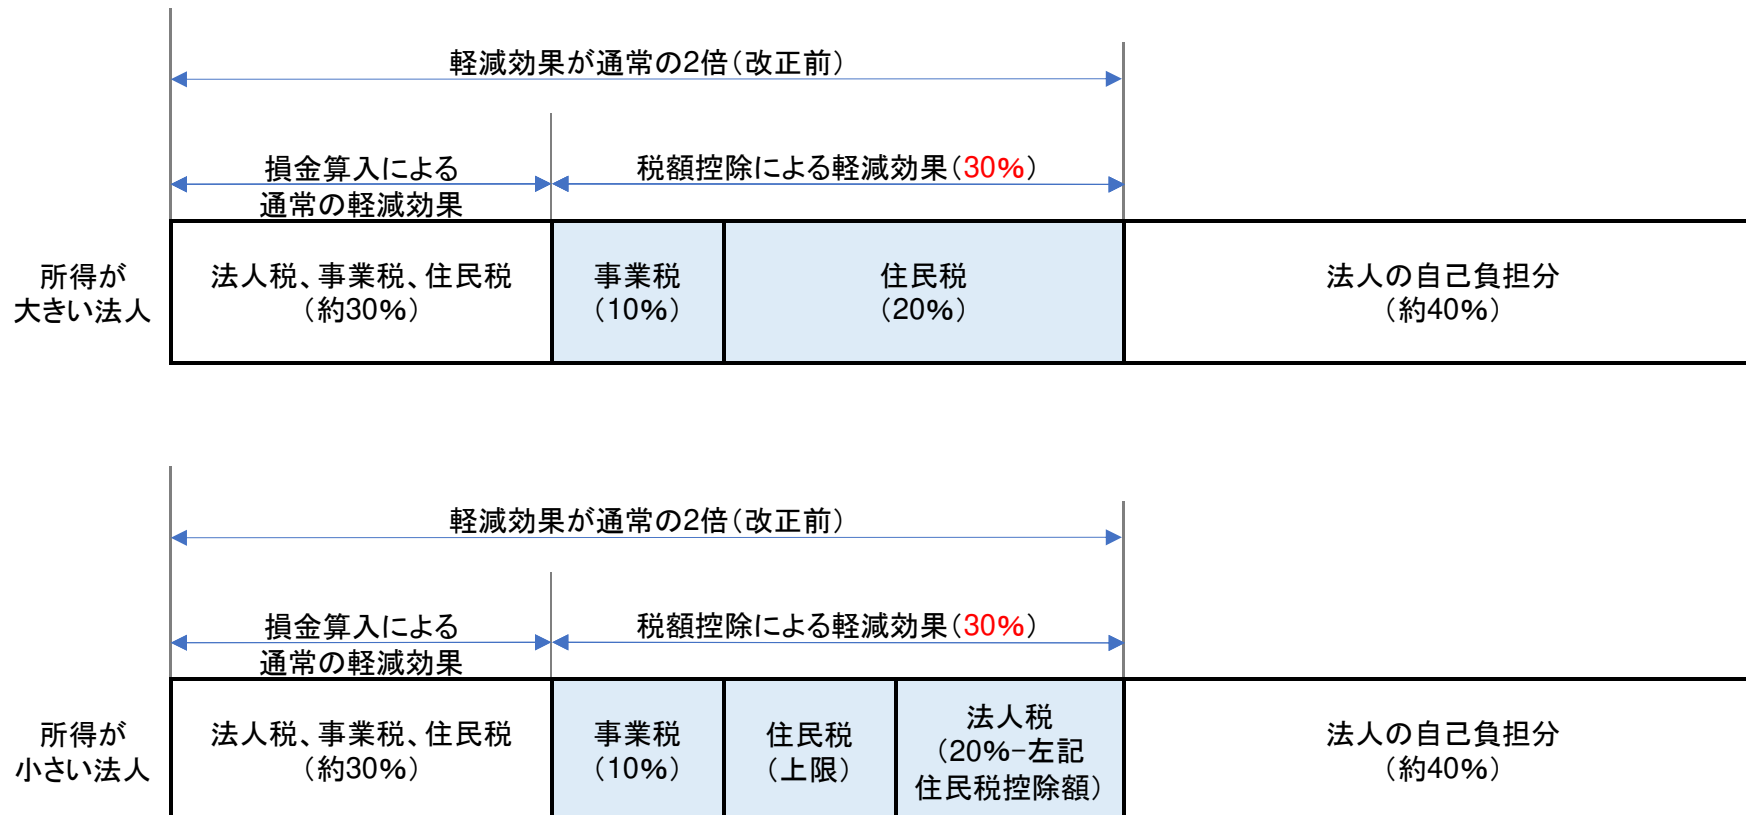 軽減効果が通常の2倍（改正前）
損金算入による
通常の軽減効果
税額控除による軽減効果（30%）
所得が
大きい法人
法人税、事業税、住民税
（約30%）
事業税
（10%）
住民税
（20%）
法人の自己負担分
（約40%）
軽減効果が通常の2倍（改正前）
損金算入による
通常の軽減効果
税額控除による軽減効果（30%）
所得が
小さい法人
法人税、事業税、住民税
（約30%）
事業税
（10%）
住民税
（上限）
法人税
（20%-左記
住民税控除額）
法人の自己負担分
（約40%）